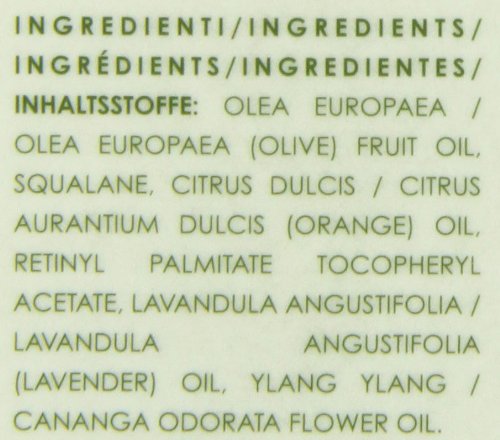 INGREDIENTI/INGREDIENTS/
INGRÉDIENTS/INGREDIENTES/
INHALTSSTOFFE: OLEA EUROPAEA /
OLEA EUROPAEA (OLIVE) FRUIT OIL,
SQUALANE, CITRUS DULCIS / CITRUS
AURANTIUM DULCIS (ORANGE) OIL,
RETINYL PALMITATE TOCOPHERYL
ACETATE, LAVANDULA ANGUSTIFOLIA /
LAVANDULA ANGUSTIFOLIA
(LAVENDER) OIL, YLANG YLANG /
CANANGA ODORATA FLOWER OIL.